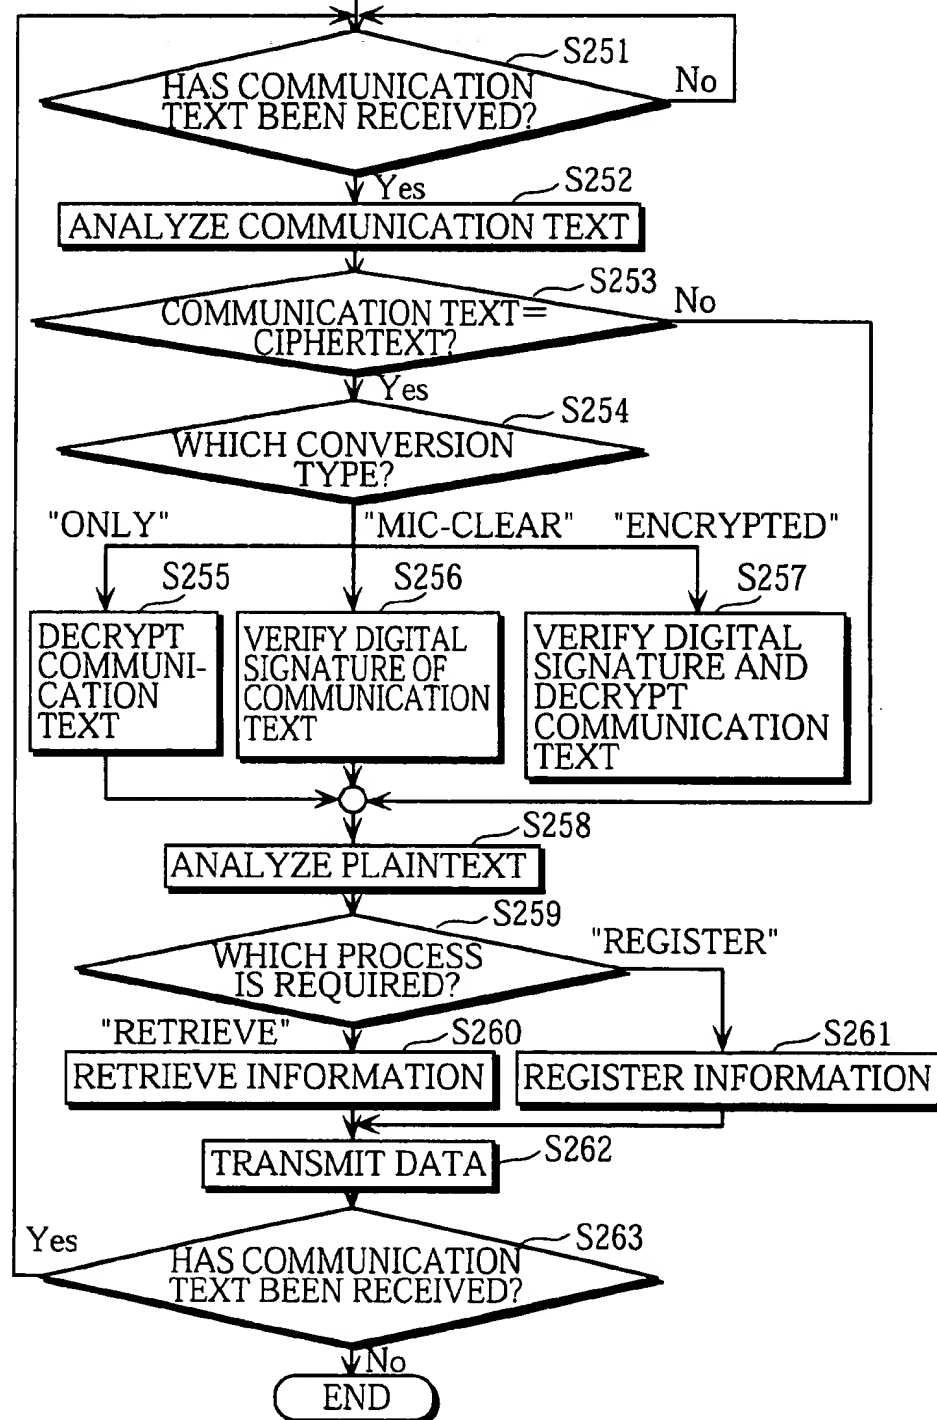 S251
HAS COMMUNICATION
TEXT BEEN RECEIVED?
No
Yes
S252
ANALYZE COMMUNICATION TEXT
S253
No
COMMUNICATION TEXT=
CIPHERTEXT?
Yes
S254
WHICH CONVERSION
TYPE?
"ONLY"
"MIC-CLEAR"
"ENCRYPTED"
S255
DECRYPT
COMMUNI-
CATION
TEXT
S256
VERIFY DIGITAL
SIGNATURE OF
COMMUNICATION
TEXT
S257
VERIFY DIGITAL
SIGNATURE AND
DECRYPT
COMMUNICATION
TEXT
S258
ANALYZE PLAINTEXT
S259
WHICH PROCESS
IS REQUIRED?
"REGISTER"
"RETRIEVE"
S260
RETRIEVE INFORMATION
S261
REGISTER INFORMATION
S262
TRANSMIT DATA
Yes
S263
HAS COMMUNICATION
TEXT BEEN RECEIVED?
No
END